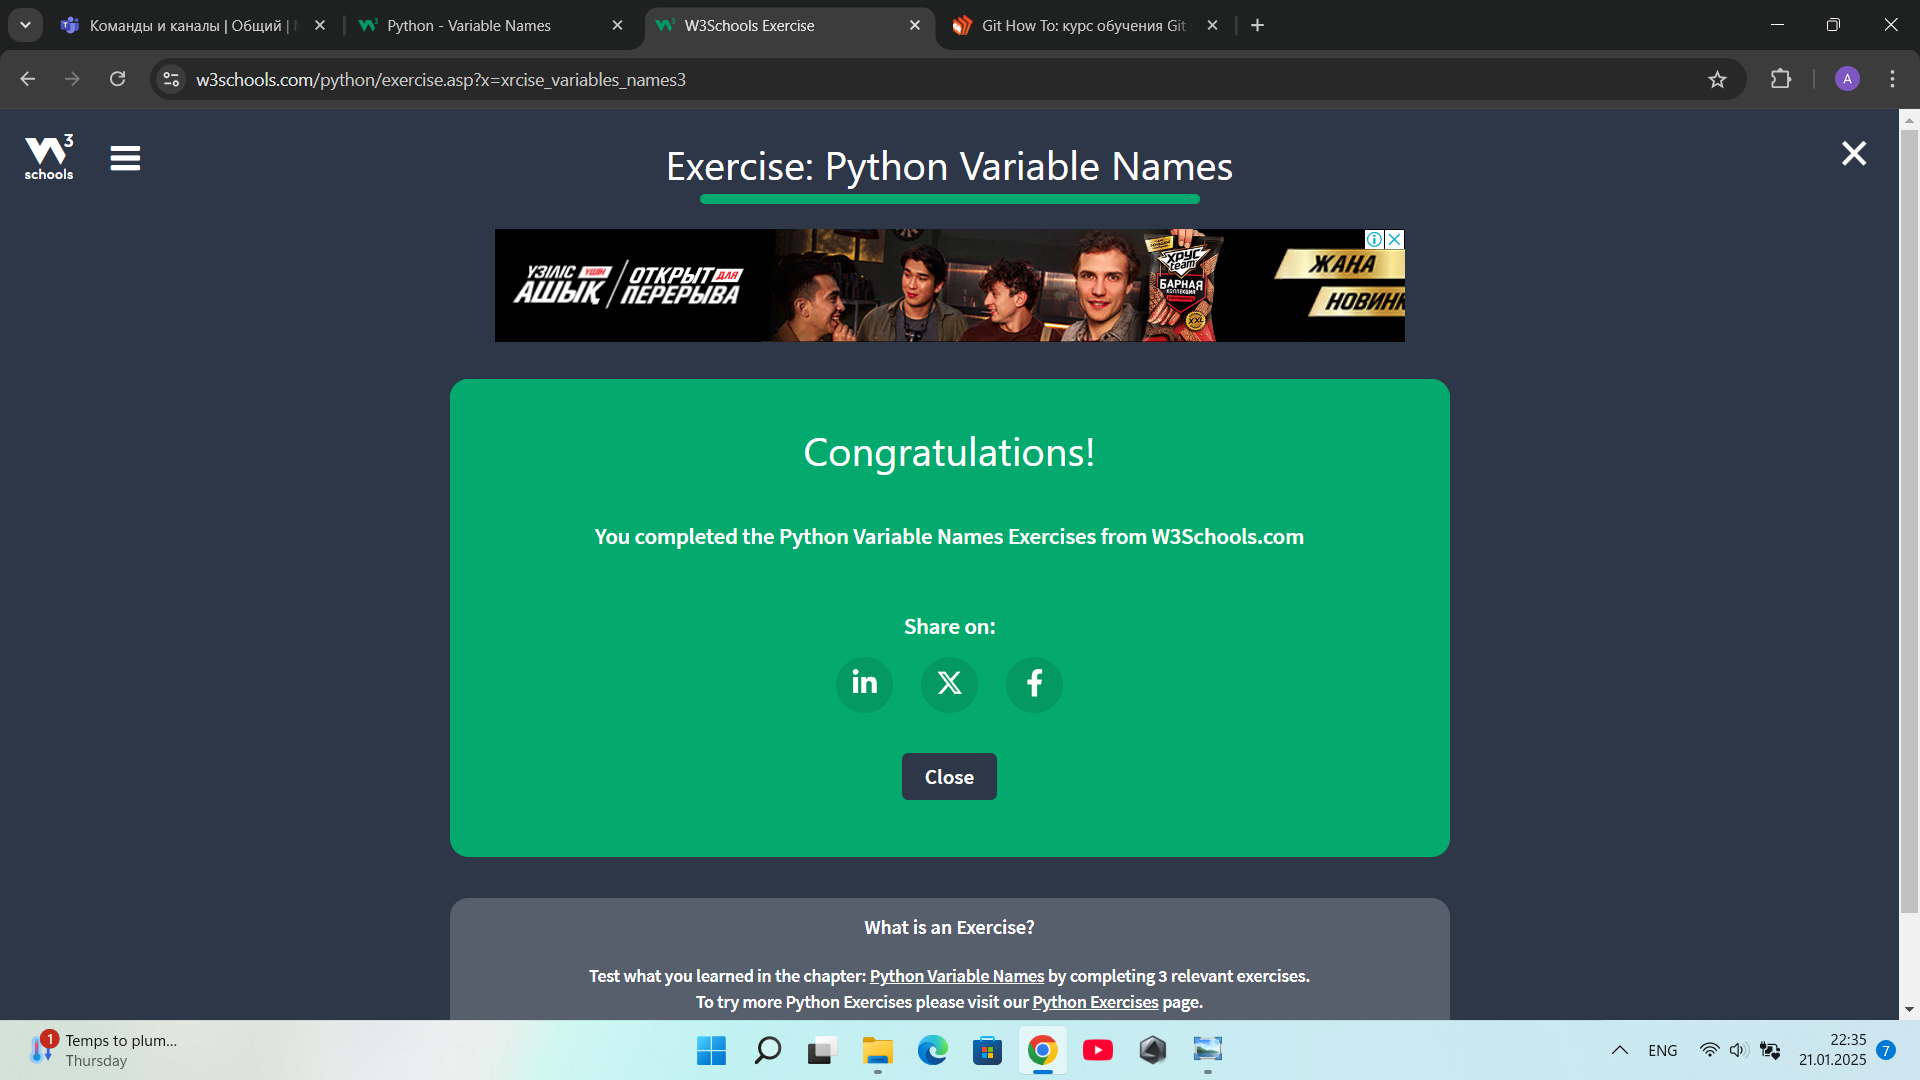 Команды и каналы | Общий |
Python - Variable Names
W3Schools Exercise
Git How To: курс обучения Git
w3schools.com/python/exercise.asp?x=xrcise_variables_names3
A
3
schools
Exercise: Python Variable Names
ҮЗІЛІС ҮШІН
АШЫҚ
ОТКРЫТ ДЛЯ
ПЕРЕРЫВА
ХРУС
team
БАРНАЯ
КОЛЛЕКЦИЯ
XXL
ЖАҢА
НОВИНК
Congratulations!
You completed the Python Variable Names Exercises from W3Schools.com
Share on:
in X f
Close
What is an Exercise?
Test what you learned in the chapter: Python Variable Names by completing 3 relevant exercises.
To try more Python Exercises please visit our Python Exercises page.
1
Temps to plum...
Thursday
ENG
22:35
21.01.2025
7